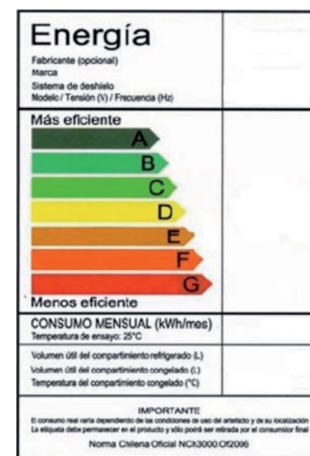 Energía
Fabricante (opcional)
Marca
Sistema de deshielo
Modelo / Tensión (V) / Frecuencia (Hz)
Más eficiente
A
B
C
D
E
F
G
Menos eficiente
CONSUMO MENSUAL (kWh/mes)
Temperatura de ensayo: 25°C
Volumen útil del compartimiento refrigerado (L)
Volumen útil del compartimiento congelado (L)
Temperatura del compartimiento congelado (°C)
IMPORTANTE
El consumo real varía dependiendo de las condiciones de uso del artefacto y de su localización
La etiqueta debe permanecer en el producto y sólo podrá ser retirada por el consumidor final
Norma Chilena Oficial NCh3000.Of2006